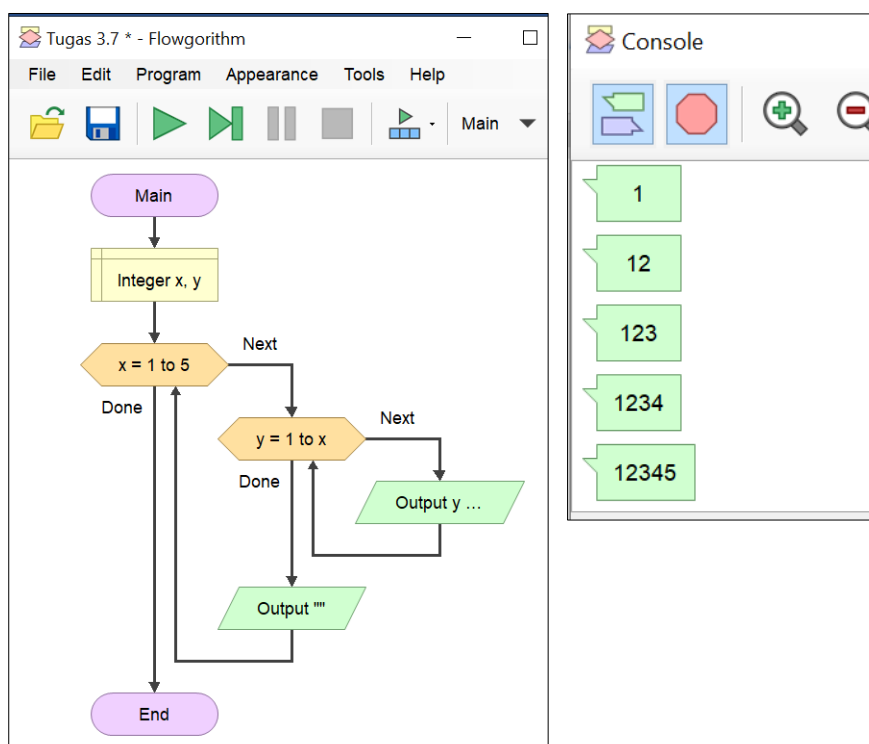 Tugas 3.7 * - Flowgorithm
File Edit Program Appearance Tools Help
Main
Main
Integer x, y
x = 1 to 5
Next
Done
y = 1 to x
Next
Done
Output y ...
Output ""
End
Console
1
12
123
1234
12345